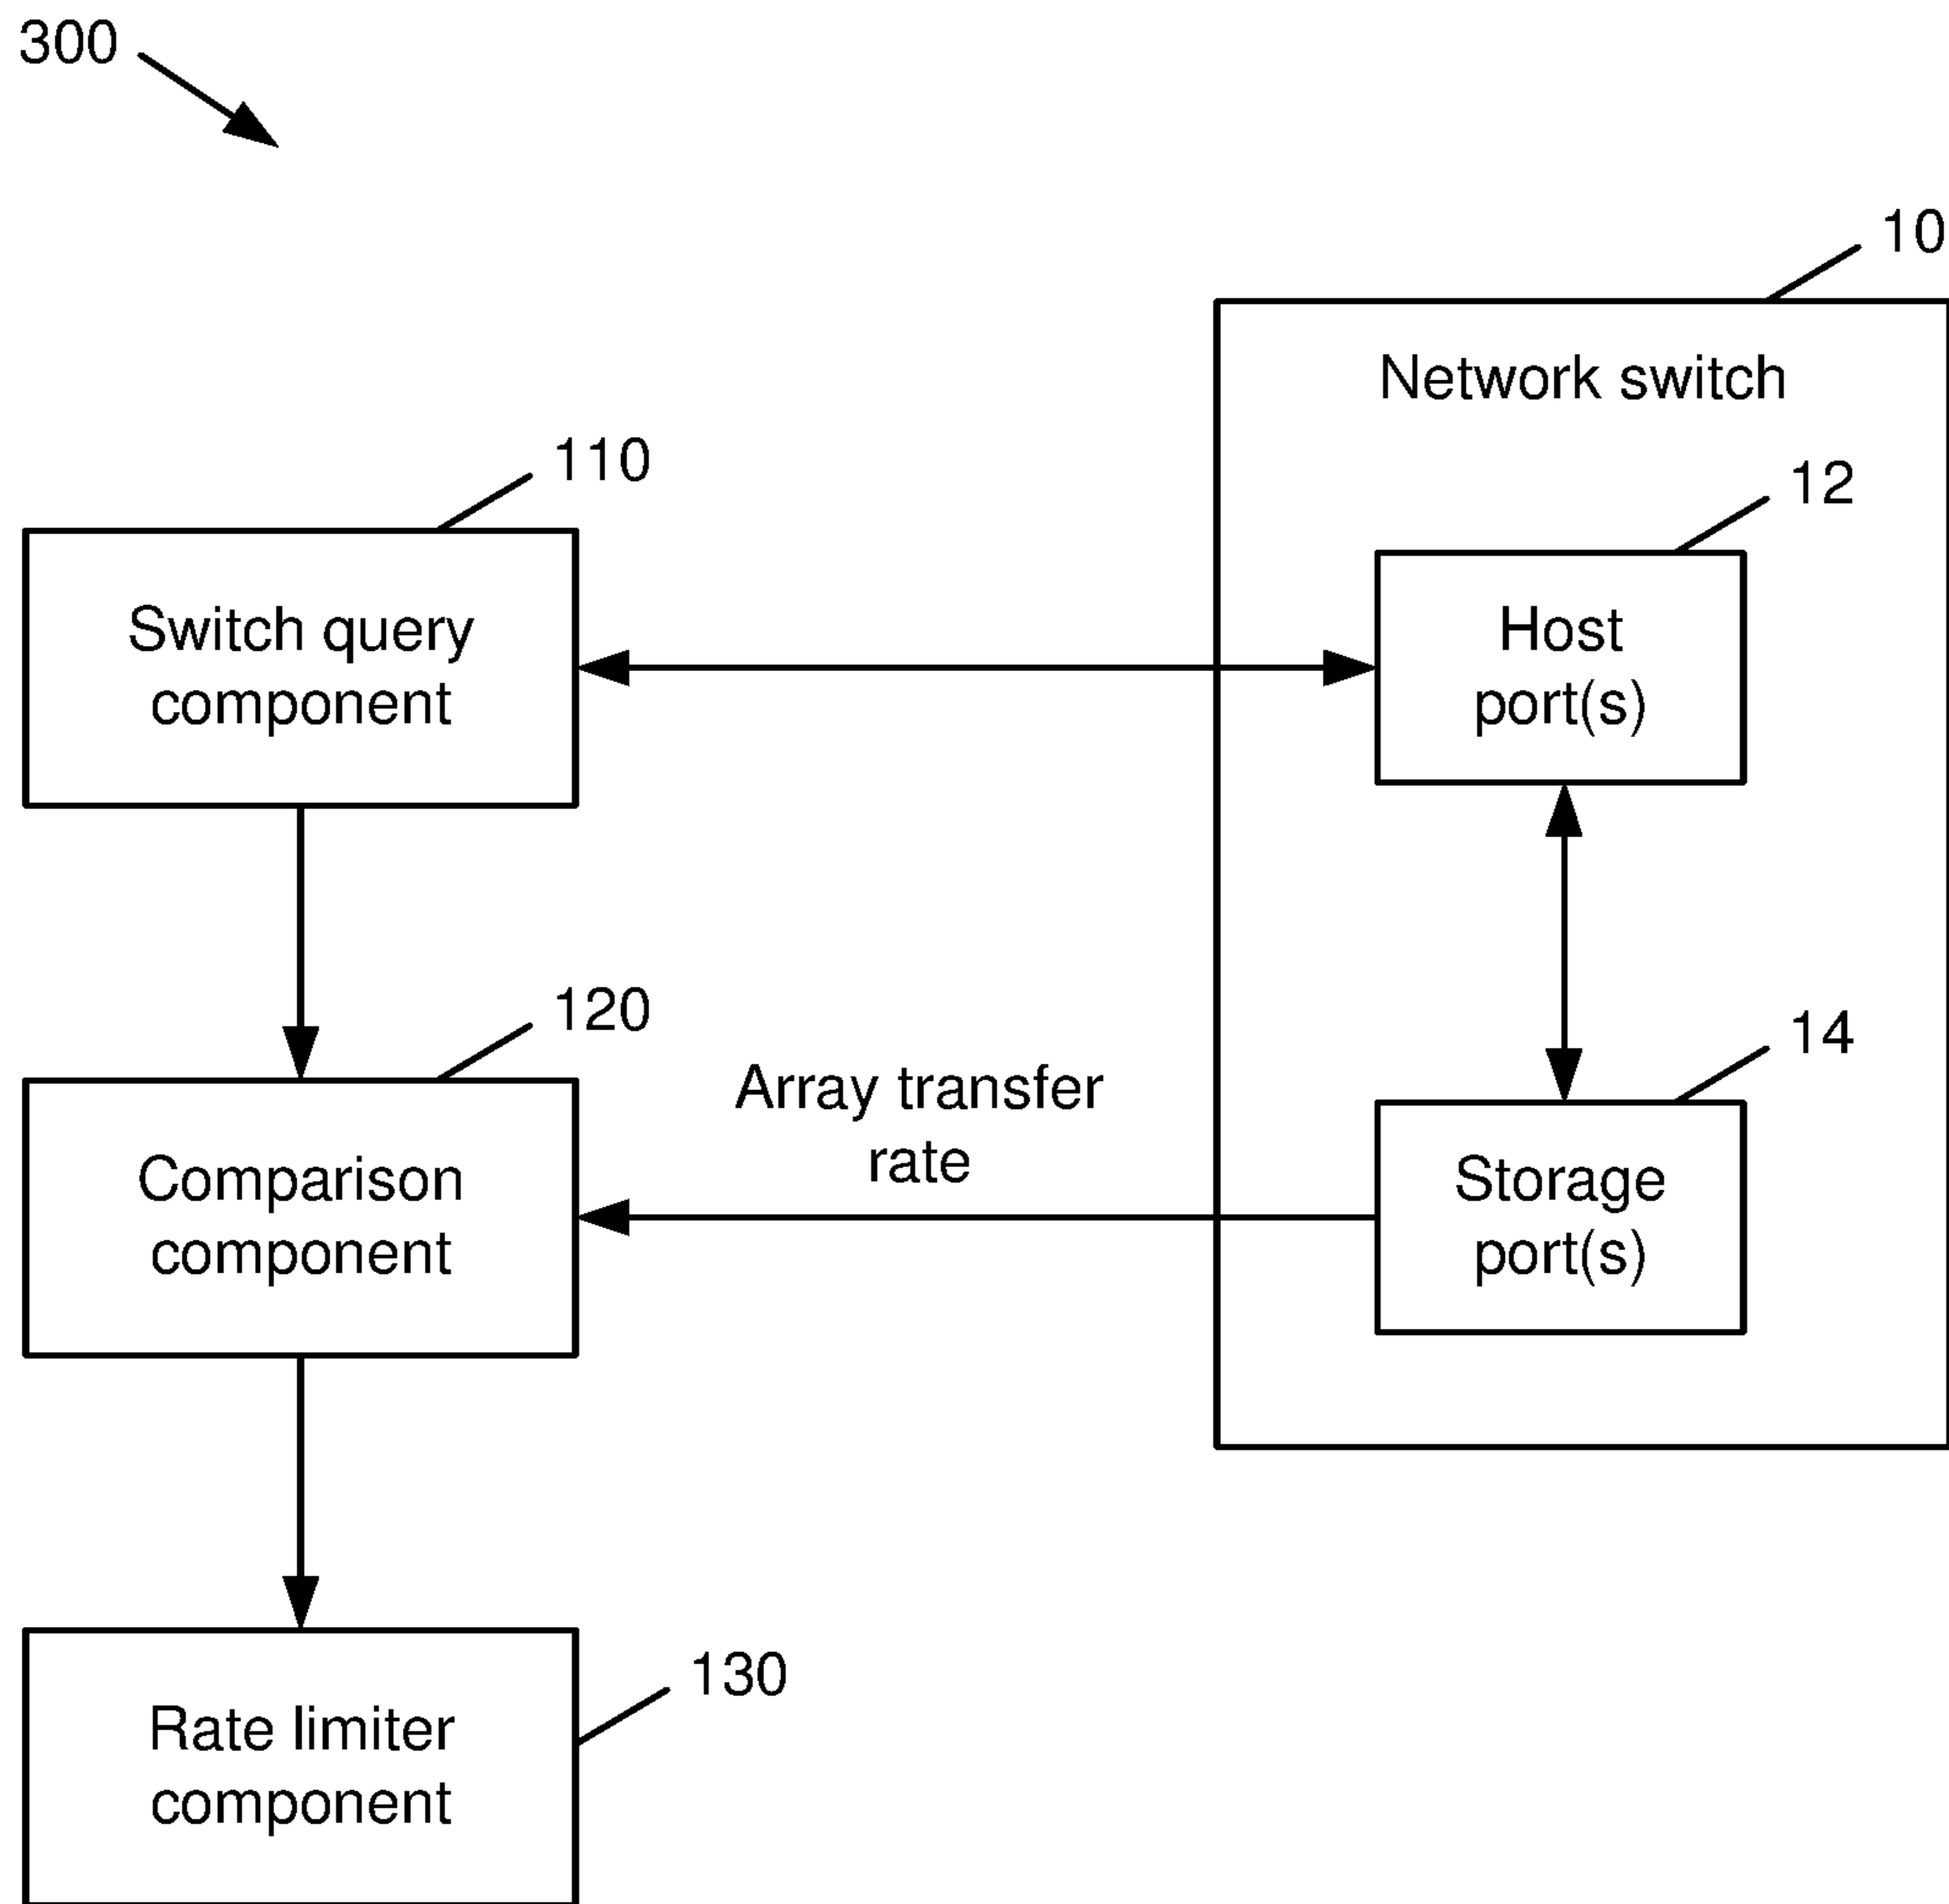 300
10
Network switch
110
12
Switch query
component
Host
port(s)
120
14
Array transfer
rate
Comparison
component
Storage
port(s)
130
Rate limiter
component